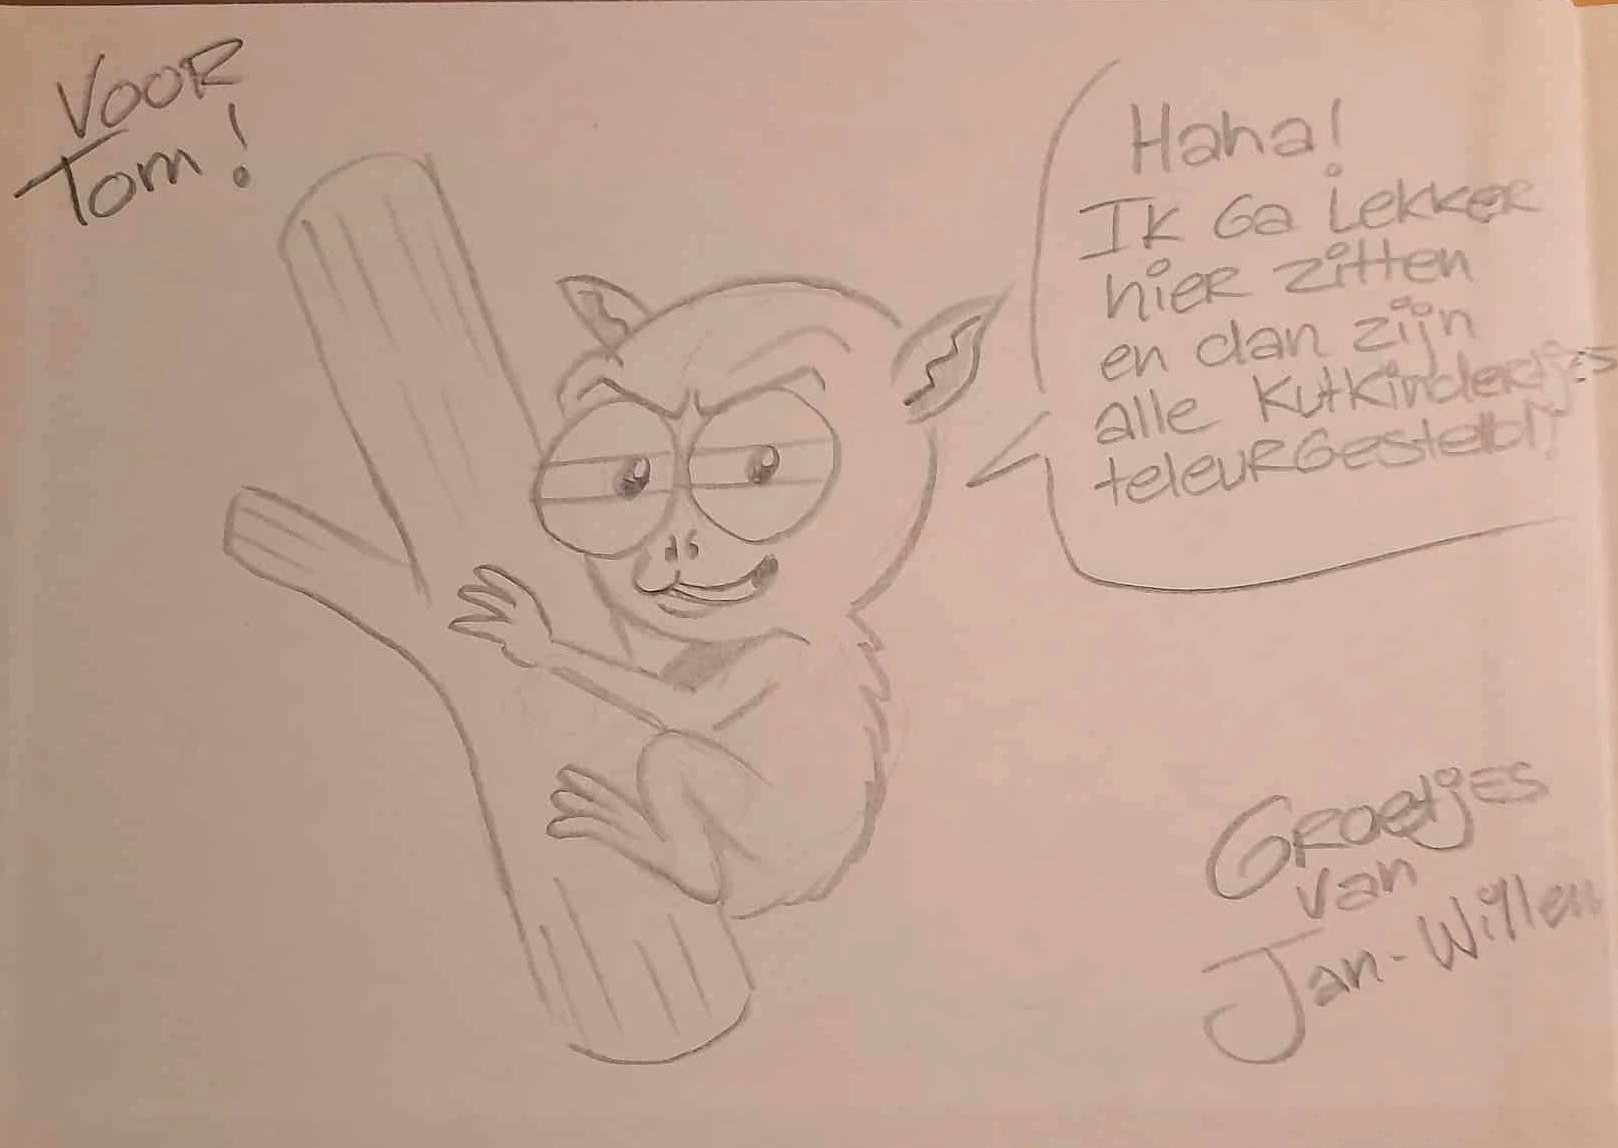 VOOR
Tom!
Haha!
Ik Ga Lekker
hier zitten
en dan zijn
alle kutkindertjes
teleurgesteld!
Groetjes
van
Jan-Willem